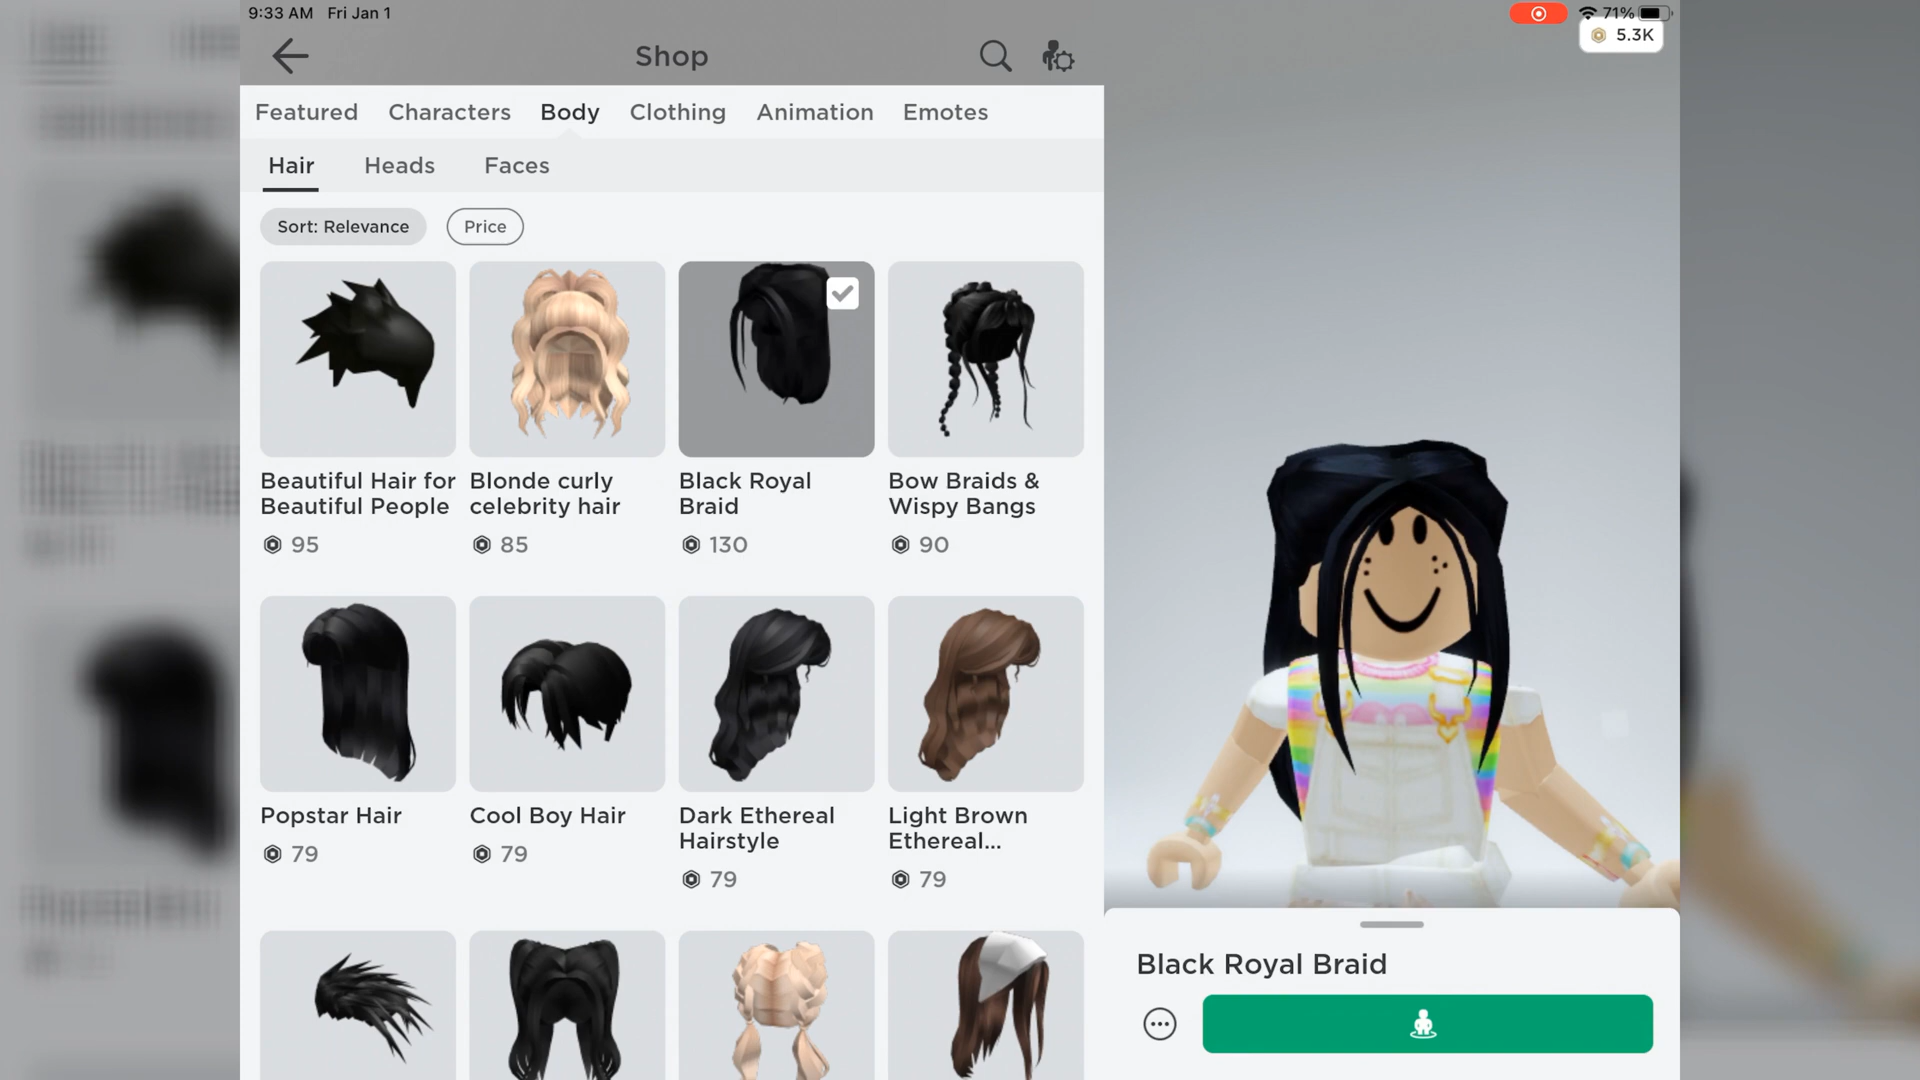 9:33 AM Fri Jan 1
71%
5.3K
Shop
Featured Characters Body Clothing Animation Emotes
Hair Heads Faces
Sort: Relevance Price
Beautiful Hair for
Beautiful People
95
Blonde curly
celebrity hair
85
Black Royal
Braid
130
Bow Braids &
Wispy Bangs
90
Popstar Hair
79
Cool Boy Hair
79
Dark Ethereal
Hairstyle
79
Light Brown
Ethereal...
79
Black Royal Braid